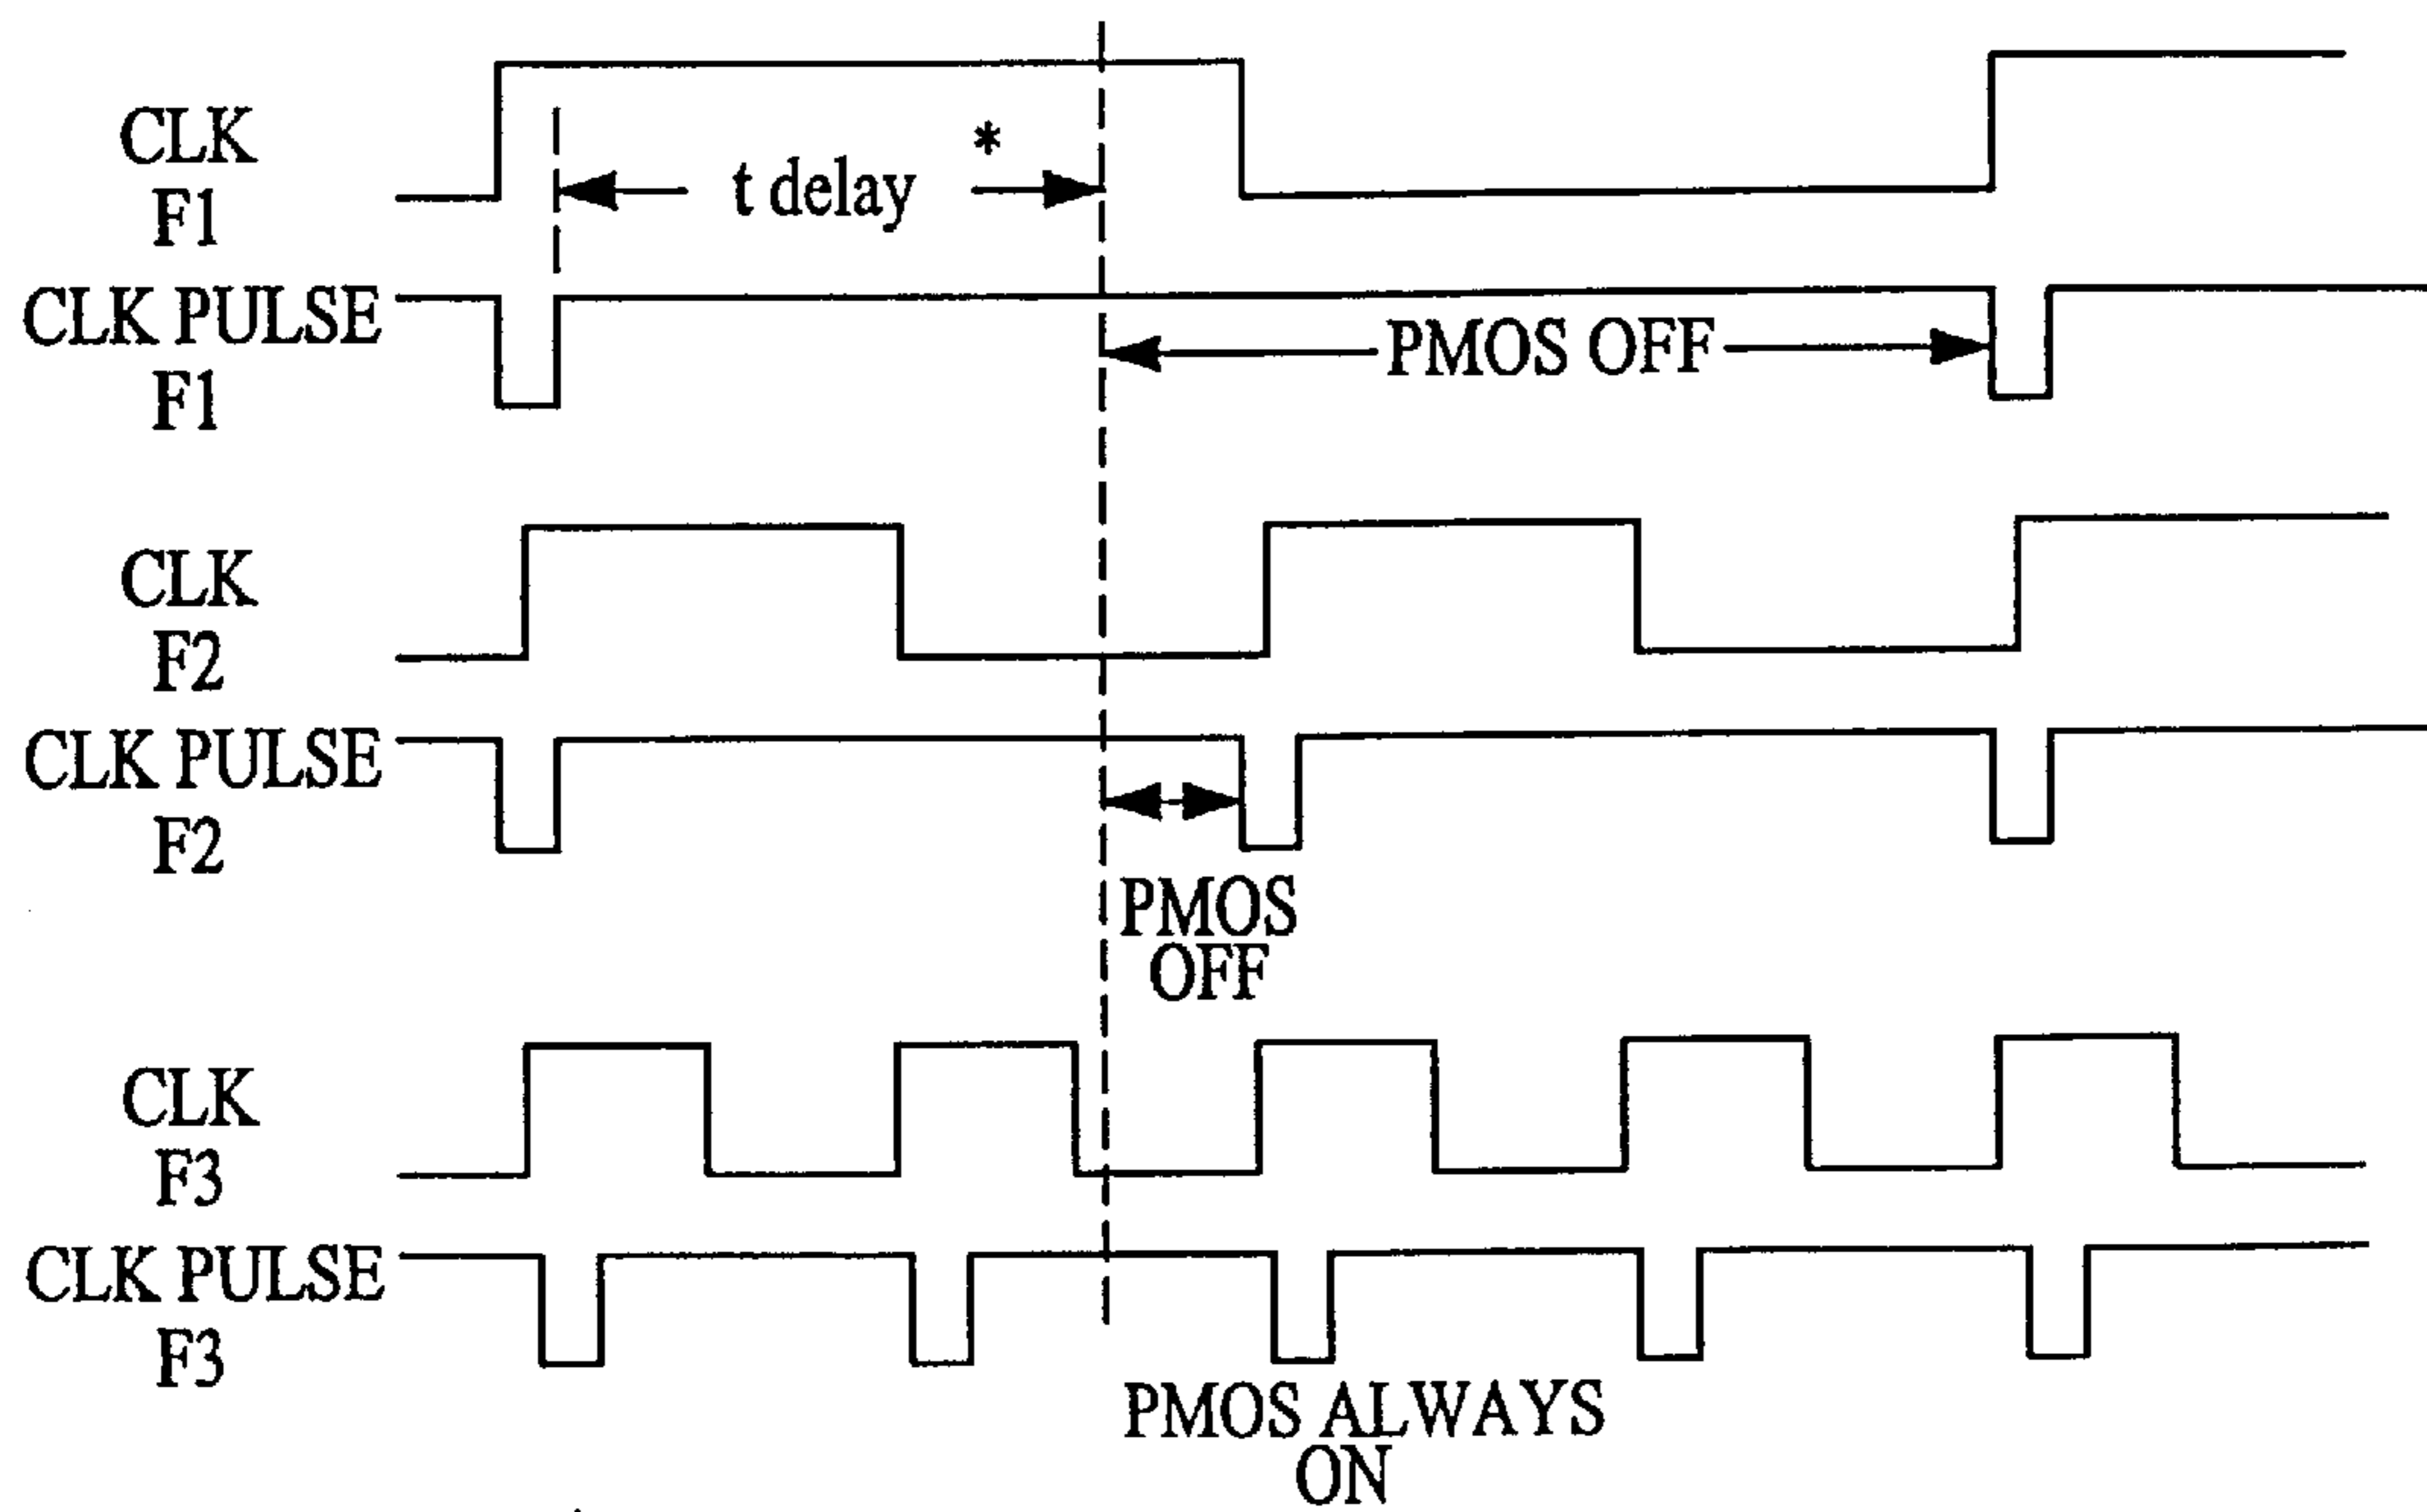 CLK
F1
t delay *
CLK PULSE
F1
PMOS OFF
CLK
F2
CLK PULSE
F2
PMOS
OFF
CLK
F3
CLK PULSE
F3
PMOS ALWAYS
ON